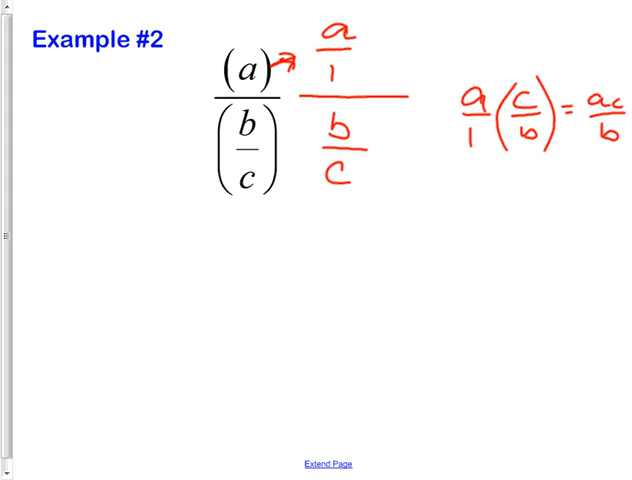 Example #2
(a) / (b/c)
(a/1) / (b/c)
a/1 (c/b) = ac/b
Extend Page